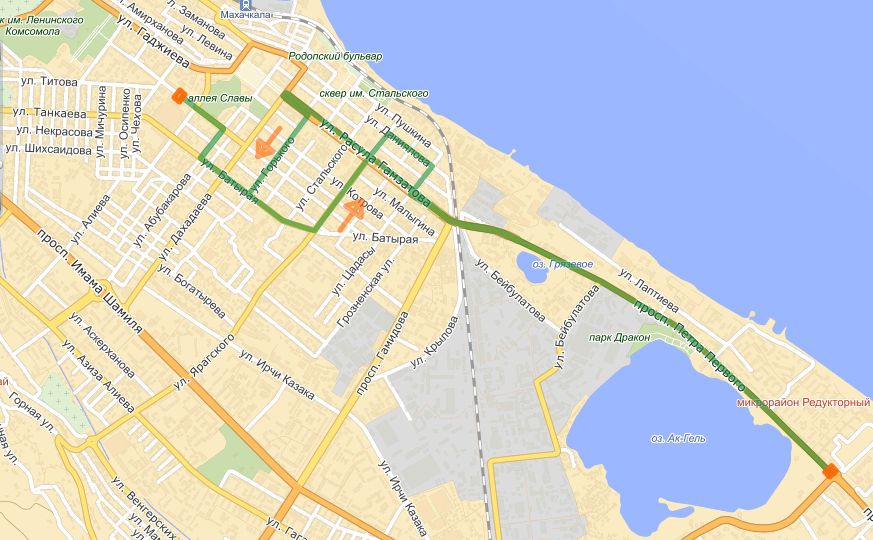 Махачкала
ул. Заманова
ул. Амирханова
к им. Ленинского
Комсомола
ул. Гаджиева
ул. Левина
Родопский бульвар
ул. Титова
аллея Славы
сквер им. Стальского
ул. Танкаева
ул. Мичурина
ул. Осипенко
ул. Чехова
ул. Некрасова
ул. Шихсаидова
ул. Пушкина
ул. Даниялова
ул. Расула Гамзатова
ул. Горького
ул. Стальского
ул. Батырая
ул. Котрова
ул. Малыгина
ул. Абубакарова
ул. Алиева
ул. Дахадаева
ул. Батырая
ул. Цадасы
Грозненская ул.
просп. Имама Шамиля
ул. Богатырева
оз. Грязевое
ул. Бейбулатова
ул. Лаптиева
ул. Бейбулатова
просп. Петра Первого
парк Дракон
ул. Аскерханова
ул. Азиза Алиева
ул. Ярагского
ул. Ирчи Казака
просп. Гамидова
ул. Крылова
ай
Горная ул.
ная ул.
микрорайон Редукторный
оз. Ак-Гель
ул. Ирчи Казака
ул. Венгерских
ул. Гаг
пр